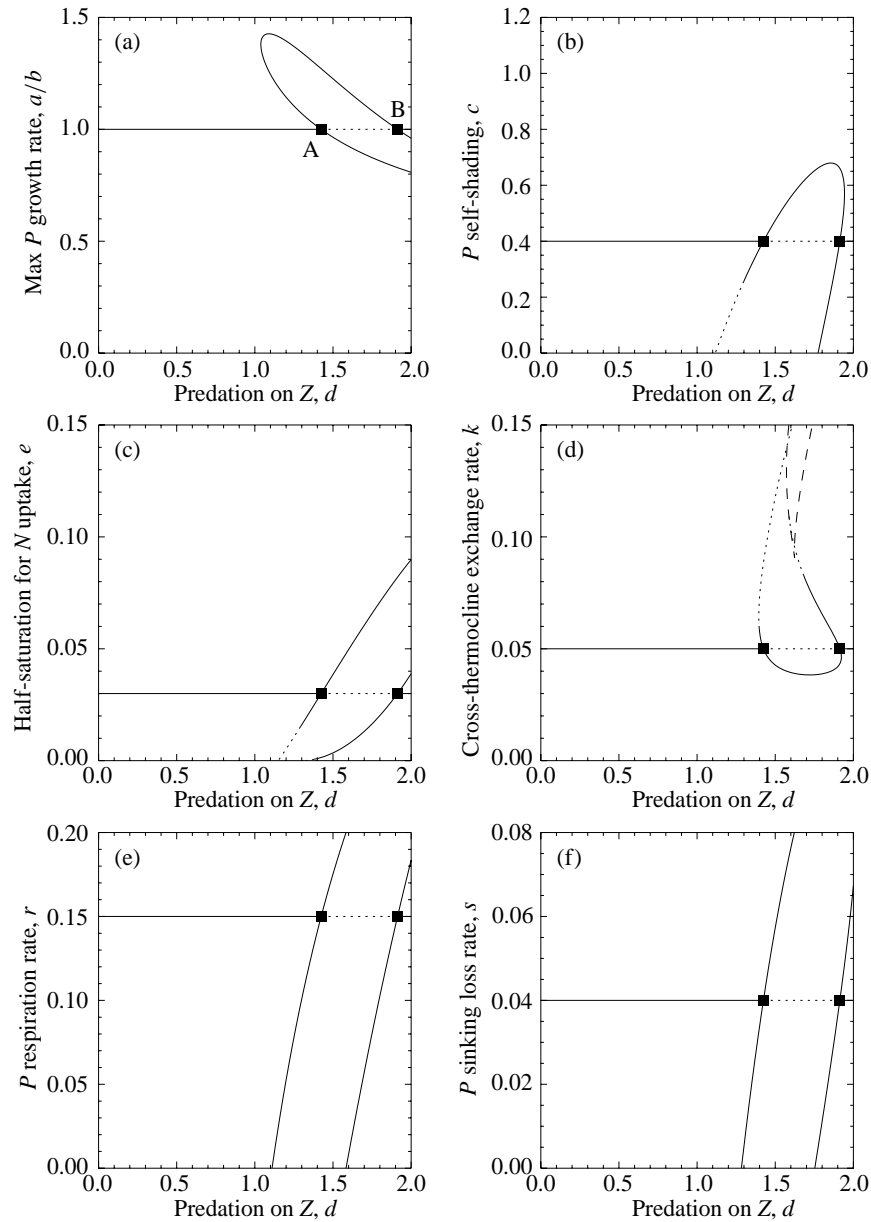 (a)
A
B
Max P growth rate, a/b
0.0
0.5
1.0
1.5
0.0 0.5 1.0 1.5 2.0
Predation on Z, d
(b)
P self-shading, c
0.0
0.2
0.4
0.6
0.8
1.0
1.2
0.0 0.5 1.0 1.5 2.0
Predation on Z, d
(c)
Half-saturation for N uptake, e
0.00
0.05
0.10
0.15
0.0 0.5 1.0 1.5 2.0
Predation on Z, d
(d)
Cross-thermocline exchange rate, k
0.00
0.05
0.10
0.15
0.0 0.5 1.0 1.5 2.0
Predation on Z, d
(e)
P respiration rate, r
0.00
0.05
0.10
0.15
0.20
0.0 0.5 1.0 1.5 2.0
Predation on Z, d
(f)
P sinking loss rate, s
0.00
0.02
0.04
0.06
0.08
0.0 0.5 1.0 1.5 2.0
Predation on Z, d